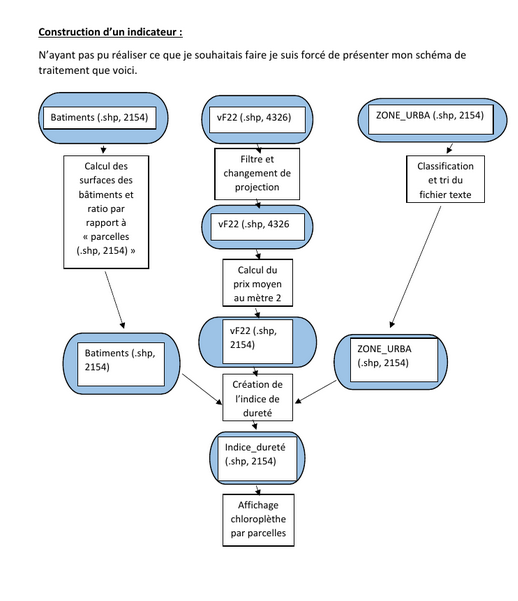 Construction d'un indicateur :
N'ayant pas pu réaliser ce que je souhaitais faire je suis forcé de présenter mon schéma de
traitement que voici.
Batiments (.shp, 2154)
vF22 (.shp, 4326)
ZONE_URBA (.shp, 2154)
Calcul des
surfaces des
bâtiments et
ratio par
rapport à
« parcelles
(.shp, 2154) »
Filtre et
changement de
projection
Classification
et tri du
fichier texte
vF22 (.shp, 4326
Calcul du
prix moyen
au mètre 2
Batiments (.shp,
2154)
vF22 (.shp,
2154)
ZONE_URBA
(.shp, 2154)
Création de
l'indice de
dureté
Indice_dureté
(.shp, 2154)
Affichage
chloroplèthe
par parcelles